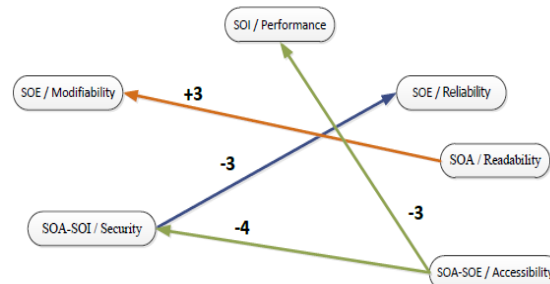 SOI / Performance
SOE / Modifiability
+3
SOE / Reliability
SOA / Readability
-3
SOA-SOI / Security
-4
-3
SOA-SOE / Accessibility